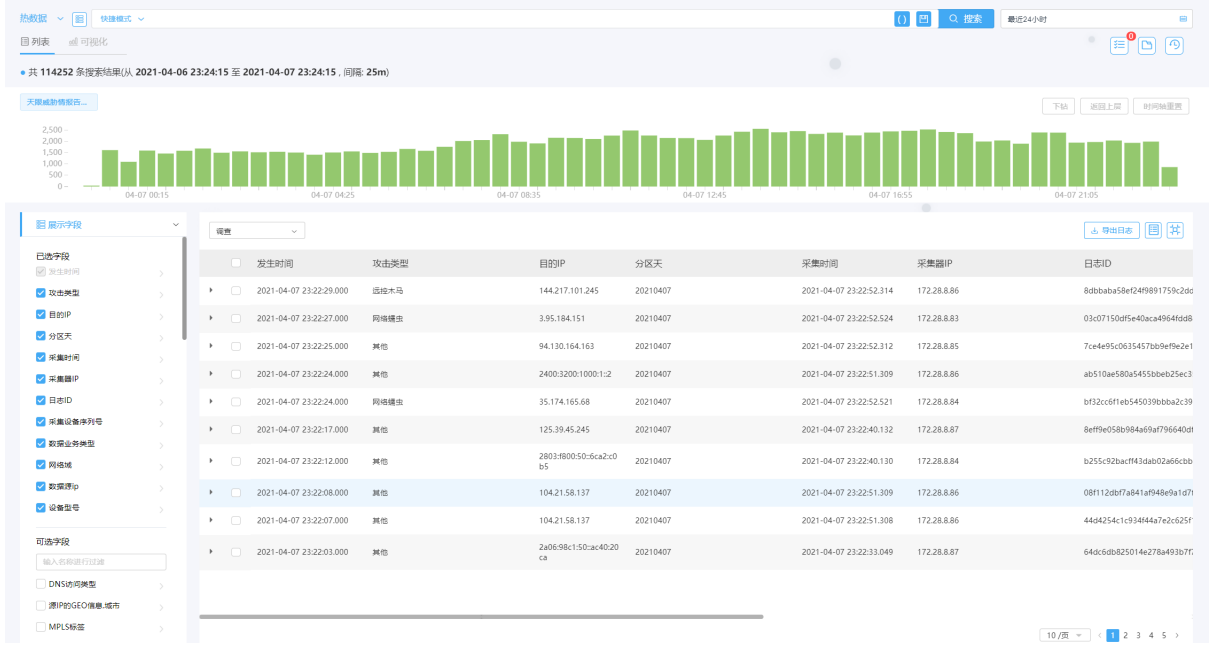 热数据 快捷模式 搜索 最近24小时
列表 可视化 0
共 114252 条搜索结果(从 2021-04-06 23:24:15 至 2021-04-07 23:24:15 , 间隔: 25m)
天眼威胁情报告... 下钻 返回上层 时间轴重置
2,500
2,000
1,500
1,000
500
0
04-07 00:15 04-07 04:25 04-07 08:35 04-07 12:45 04-07 16:55 04-07 21:05
展示字段
已选字段
发生时间
攻击类型
目的IP
分区天
采集时间
采集器IP
日志ID
采集设备序列号
数据业务类型
网络域
数据源ip
设备型号
可选字段
输入名称进行过滤
DNS访问类型
源IP的GEO信息.城市
MPLS标签
调查 导出日志
发生时间 攻击类型 目的IP 分区天 采集时间 采集器IP 日志ID
2021-04-07 23:22:29.000 远控木马 144.217.101.245 20210407 2021-04-07 23:22:52.314 172.28.8.86 8dbbaba58ef24f9891759c2dd
2021-04-07 23:22:27.000 网络蠕虫 3.95.184.151 20210407 2021-04-07 23:22:52.524 172.28.8.83 03c07150df5e40aca4964fdd8
2021-04-07 23:22:25.000 其他 94.130.164.163 20210407 2021-04-07 23:22:52.312 172.28.8.85 7ce4e95c0635457bb9ef9e2e1
2021-04-07 23:22:24.000 其他 2400:3200:1000:1::2 20210407 2021-04-07 23:22:51.309 172.28.8.86 ab510ae580a5455bbeb25ec3
2021-04-07 23:22:24.000 网络蠕虫 35.174.165.68 20210407 2021-04-07 23:22:52.521 172.28.8.84 bf32cc6f1eb545039bbba2c39
2021-04-07 23:22:17.000 其他 125.39.45.245 20210407 2021-04-07 23:22:40.132 172.28.8.87 8eff9e058b984a69af796640df
2021-04-07 23:22:12.000 其他 2803:f800:50::6ca2:c0 20210407 2021-04-07 23:22:40.130 172.28.8.84 b255c92bacff43dab02a66cbb
b5
2021-04-07 23:22:08.000 其他 104.21.58.137 20210407 2021-04-07 23:22:51.309 172.28.8.86 08f112dbf7a841af948e9a1d7f
2021-04-07 23:22:07.000 其他 104.21.58.137 20210407 2021-04-07 23:22:51.308 172.28.8.86 44d4254c1c934f44a7e2c625f
2021-04-07 23:22:03.000 其他 2a06:98c1:50::ac40:20 20210407 2021-04-07 23:22:33.049 172.28.8.87 64dc6db825014e278a493b7f
ca
10 /页 1 2 3 4 5